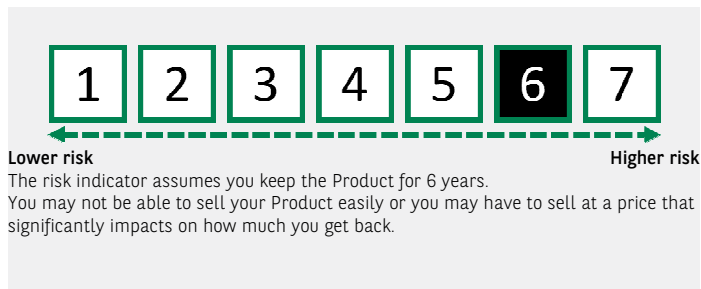 1 2 3 4 5 6 7
Lower risk Higher risk
The risk indicator assumes you keep the Product for 6 years.
You may not be able to sell your Product easily or you may have to sell at a price that
significantly impacts on how much you get back.